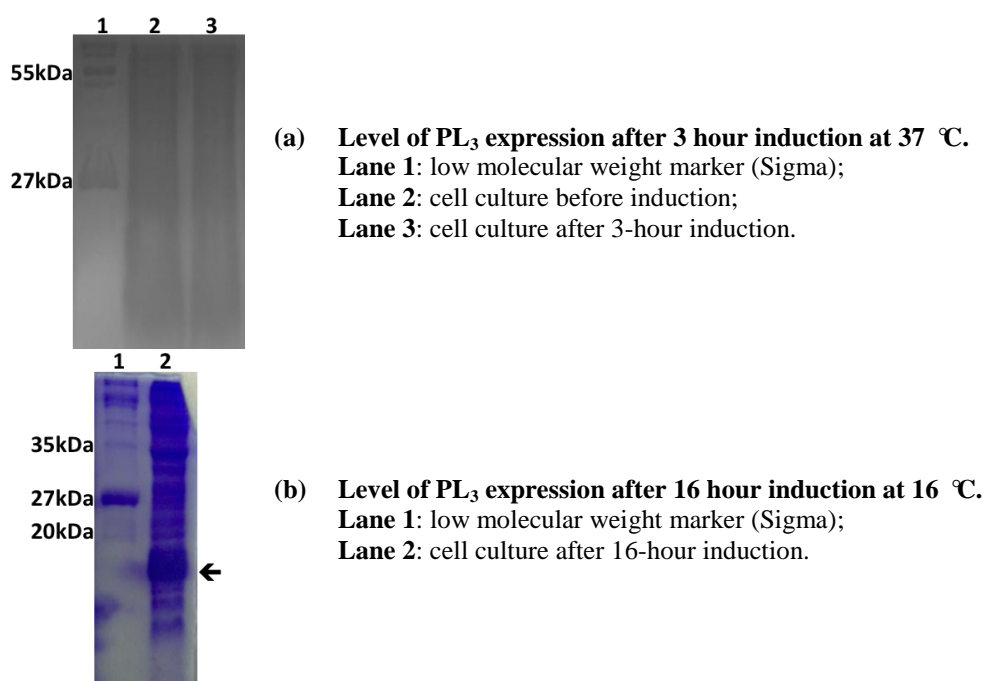 1 2 3
55kDa
27kDa
(a) Level of PL₃ expression after 3 hour induction at 37 ℃.
Lane 1: low molecular weight marker (Sigma);
Lane 2: cell culture before induction;
Lane 3: cell culture after 3-hour induction.
1 2
35kDa
27kDa
20kDa
(b) Level of PL₃ expression after 16 hour induction at 16 ℃.
Lane 1: low molecular weight marker (Sigma);
Lane 2: cell culture after 16-hour induction.